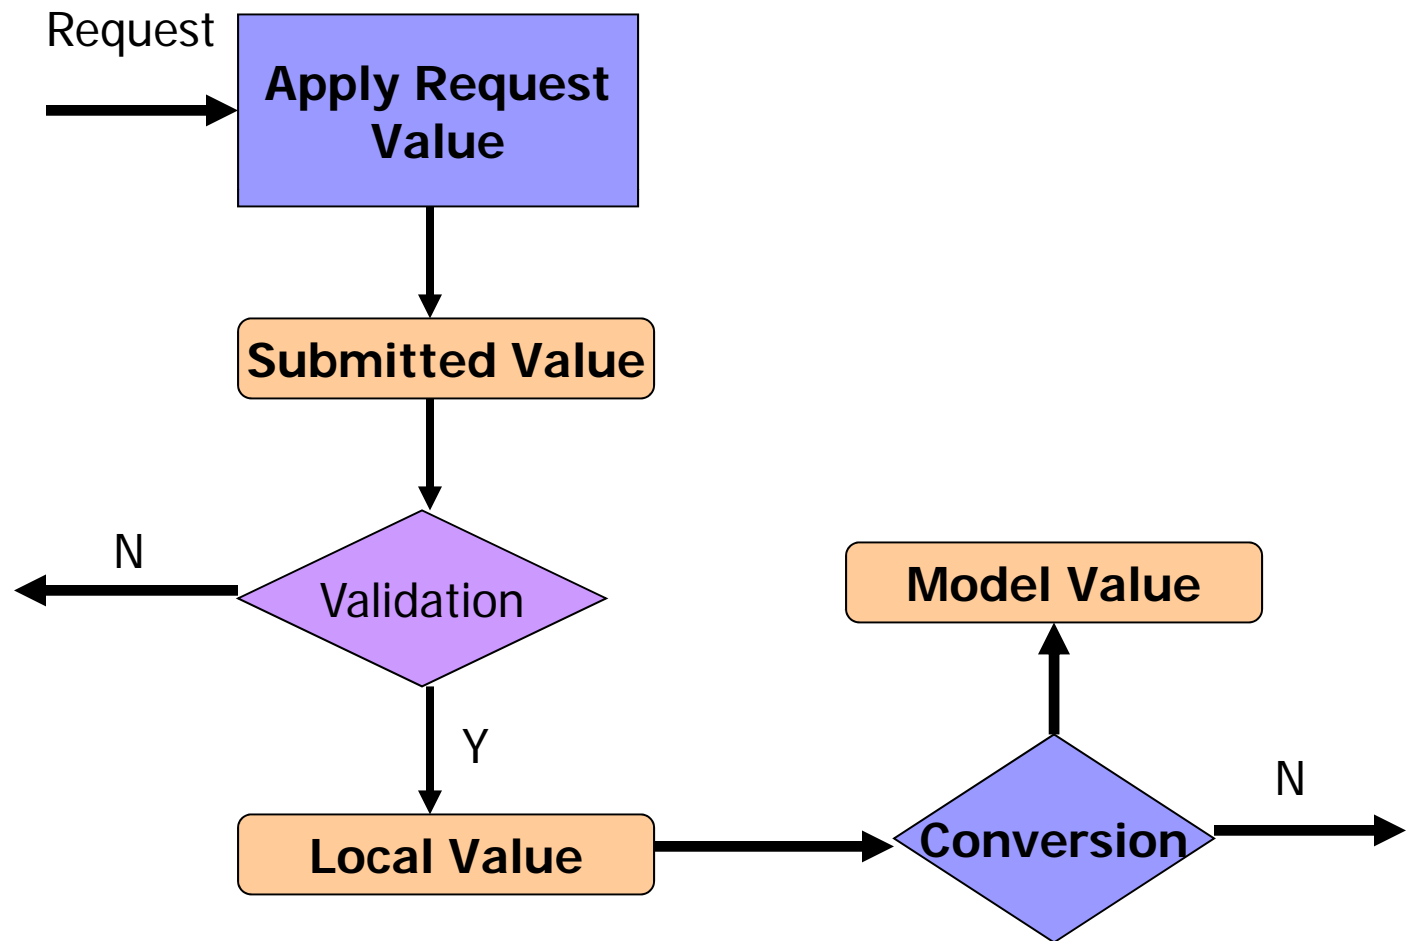 Request
Apply Request
Value
Submitted Value
N
Validation
Y
Local Value
Model Value
Conversion
N